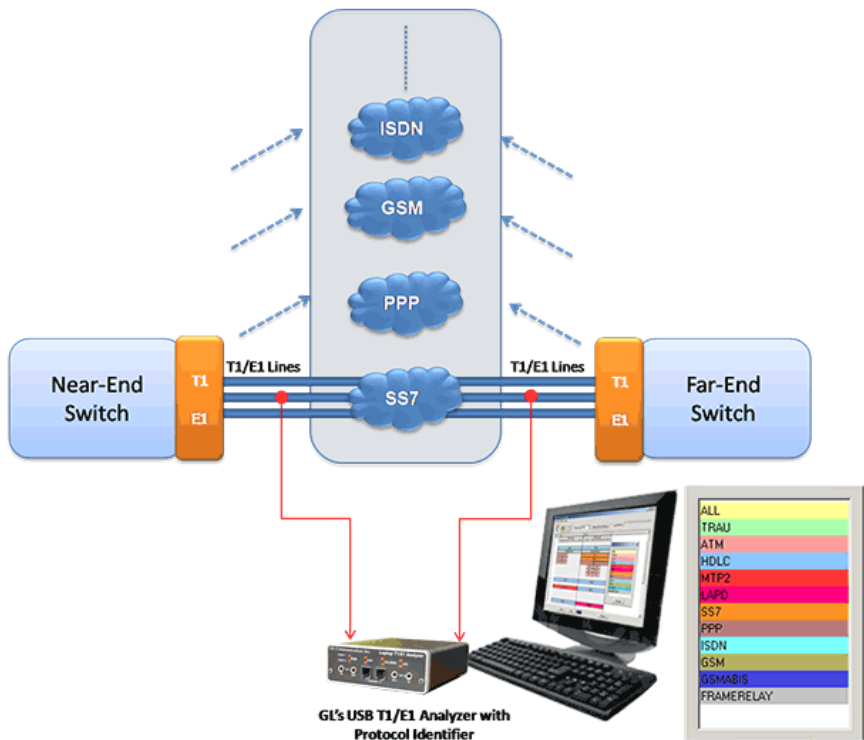 ISDN
GSM
PPP
T1/E1 Lines
T1/E1 Lines
Near-End
Switch
T1
E1
SS7
T1
E1
Far-End
Switch
ALL
TRAU
ATM
HDLC
MTP2
LAPD
SS7
PPP
ISDN
GSM
GSMABIS
FRAMERELAY
GL's USB T1/E1 Analyzer with
Protocol Identifier